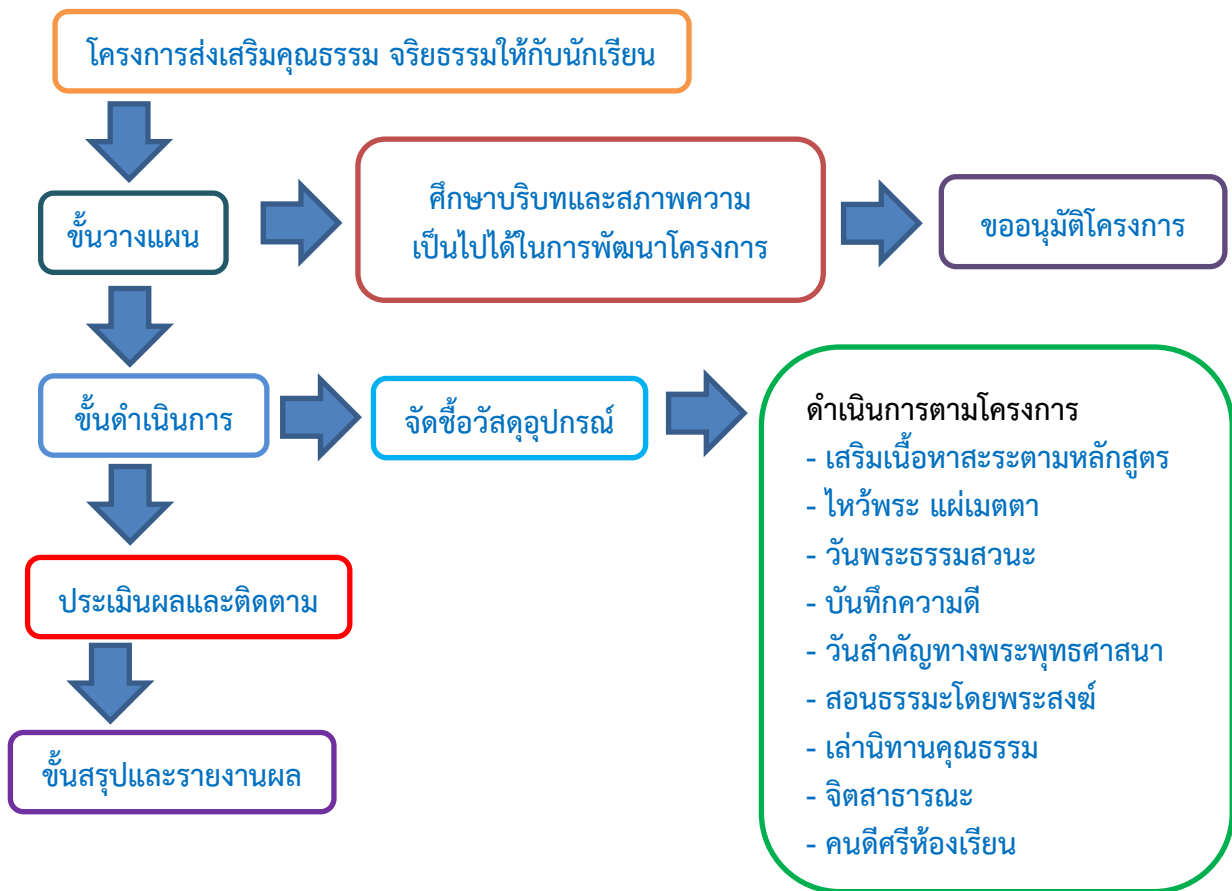 โครงการส่งเสริมคุณธรรม จริยธรรมให้กับนักเรียน
ขั้นวางแผน
ศึกษาบริบทและสภาพความ
เป็นไปได้ในการพัฒนาโครงการ
ขออนุมัติโครงการ
ขั้นดำเนินการ
จัดซื้อวัสดุอุปกรณ์
ดำเนินการตามโครงการ
- เสริมเนื้อหาสะระตามหลักสูตร
- ไหว้พระ แผ่เมตตา
- วันพระธรรมสวนะ
- บันทึกความดี
- วันสำคัญทางพระพุทธศาสนา
- สอนธรรมะโดยพระสงฆ์
- เล่านิทานคุณธรรม
- จิตสาธารณะ
- คนดีศรีห้องเรียน
ประเมินผลและติดตาม
ขั้นสรุปและรายงานผล